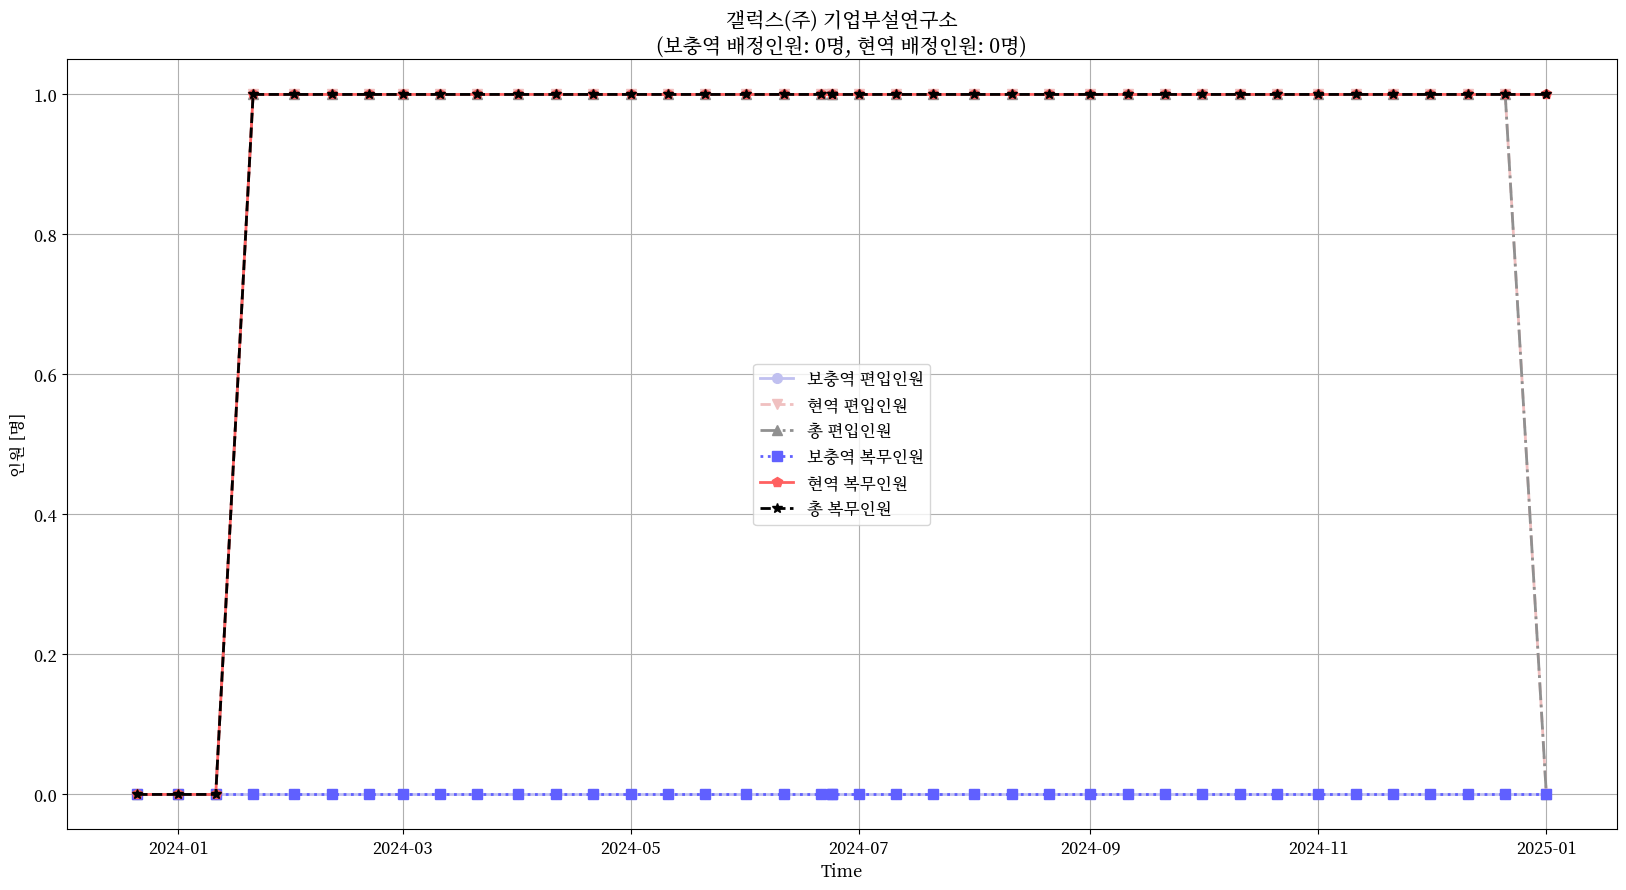 갤럭스(주) 기업부설연구소
(보충역 배정인원: 0명, 현역 배정인원: 0명)
1.0
0.8
0.6
0.4
0.2
0.0
인원 [명]
보충역 편입인원
현역 편입인원
총 편입인원
보충역 복무인원
현역 복무인원
총 복무인원
2024-01
2024-03
2024-05
2024-07
2024-09
2024-11
2025-01
Time